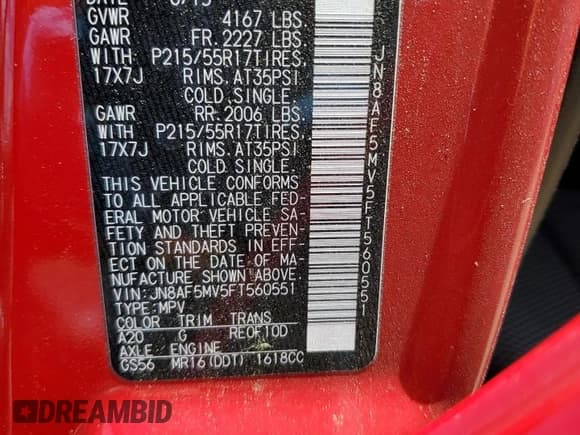 DATE
GVWR 4167 LBS.
GAWR FR. 2227 LBS.
WITH P215/55R17TIRES.
17X7J RIMS. AT35PSI
COLD SINGLE.
GAWR RR. 2006 LBS.
WITH P215/55R17TIRES.
17X7J RIMS. AT35PSI
COLD SINGLE.
THIS VEHICLE CONFORMS
TO ALL APPLICABLE FED-
ERAL MOTOR VEHICLE SA-
FETY AND THEFT PREVEN-
TION STANDARDS IN EFF-
ECT ON THE DATE OF MA-
NUFACTURE SHOWN ABOVE.
VIN:JN8AF5MV5FT560551
TYPE:MPV
COLOR TRIM TRANS
A20 G RE0F10D
AXLE ENGINE
GS56 MR16(DDT) 1618CC
JN8AF5MV5FT560551
DREAMBID